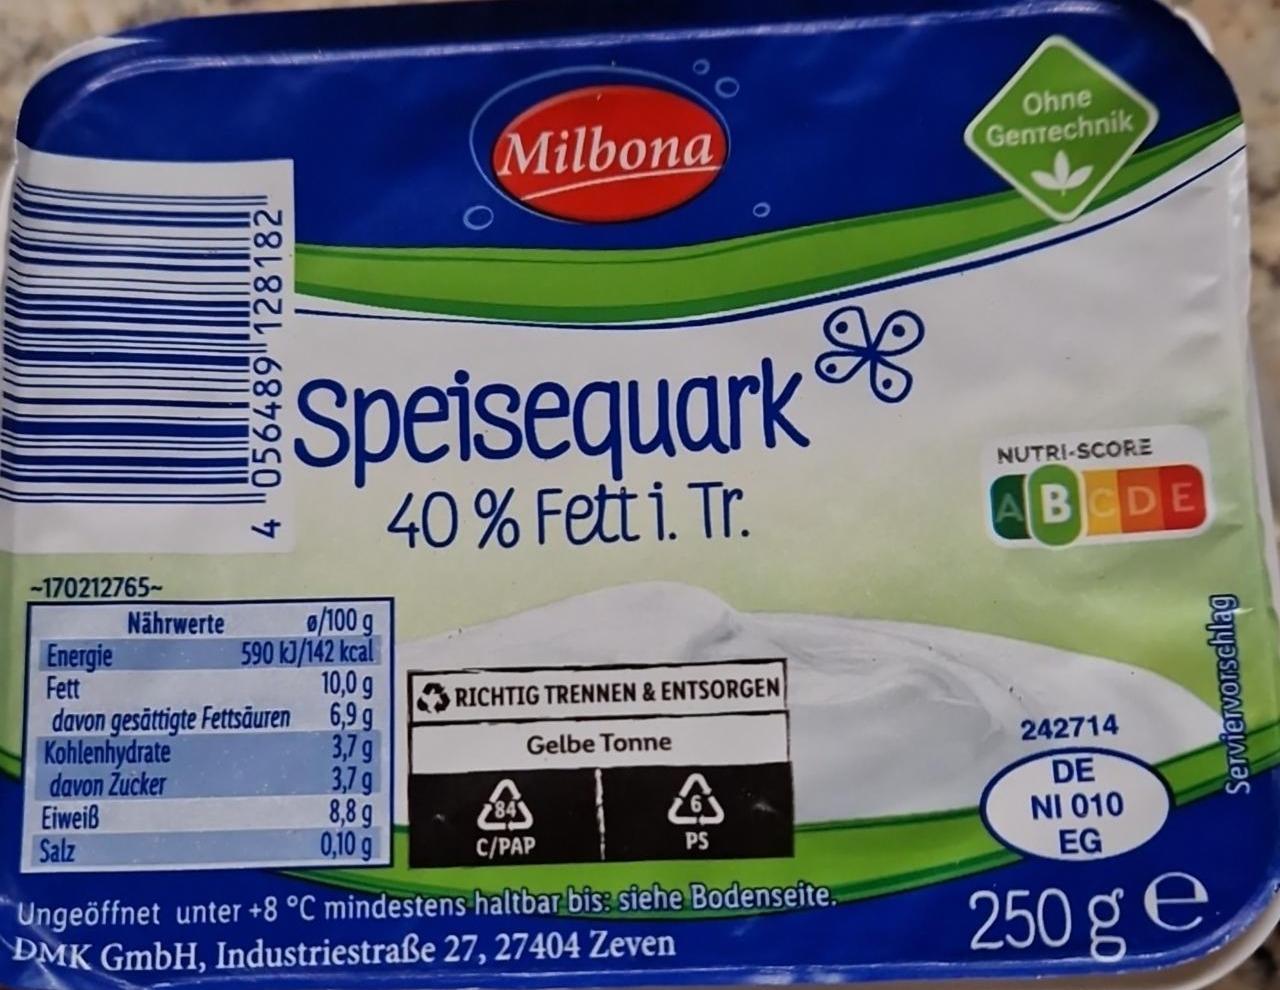 Milbona
Ohne
GenTechnik
4 056489 128182
Speisequark
40 % Fett i. Tr.
NUTRI-SCORE
A B C D E
~170212765~
Nährwerte ø/100 g
Energie 590 kJ/142 kcal
Fett 10,0 g
davon gesättigte Fettsäuren 6,9 g
Kohlenhydrate 3,7 g
davon Zucker 3,7 g
Eiweiß 8,8 g
Salz 0,10 g
RICHTIG TRENNEN & ENTSORGEN
Gelbe Tonne
84 6
C/PAP PS
Serviervorschlag
242714
DE
NI 010
EG
Ungeöffnet unter +8 °C mindestens haltbar bis: siehe Bodenseite.
DMK GmbH, Industriestraße 27, 27404 Zeven
250 g e